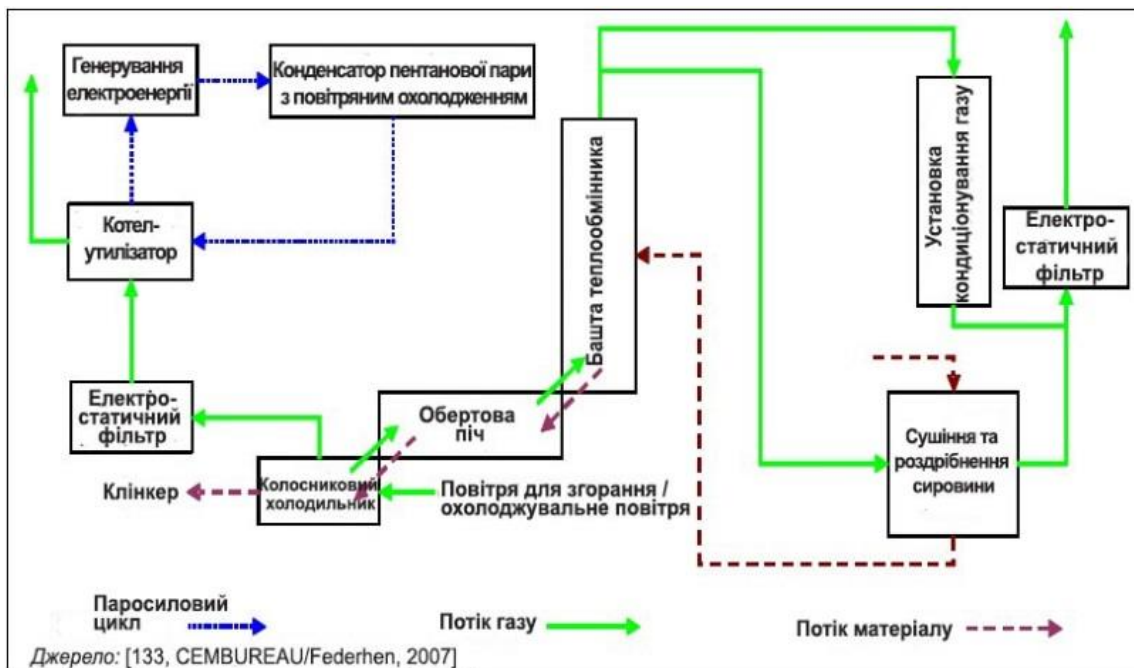 Генерування
електроенергії
Конденсатор пентанової пари
з повітряним охолодженням
Котел-
утилізатор
Електро-
статичний
фільтр
Клінкер
Колосниковий
холодильник
Обертова
піч
Башта теплообмінника
Повітря для згорання /
охолоджувальне повітря
Установка
кондиціонування газу
Електро-
статичний
фільтр
Сушіння та
роздрібнення
сировини
Паросиловий
цикл
Потік газу
Потік матеріалу
Джерело: [133, CEMBUREAU/Federhen, 2007]